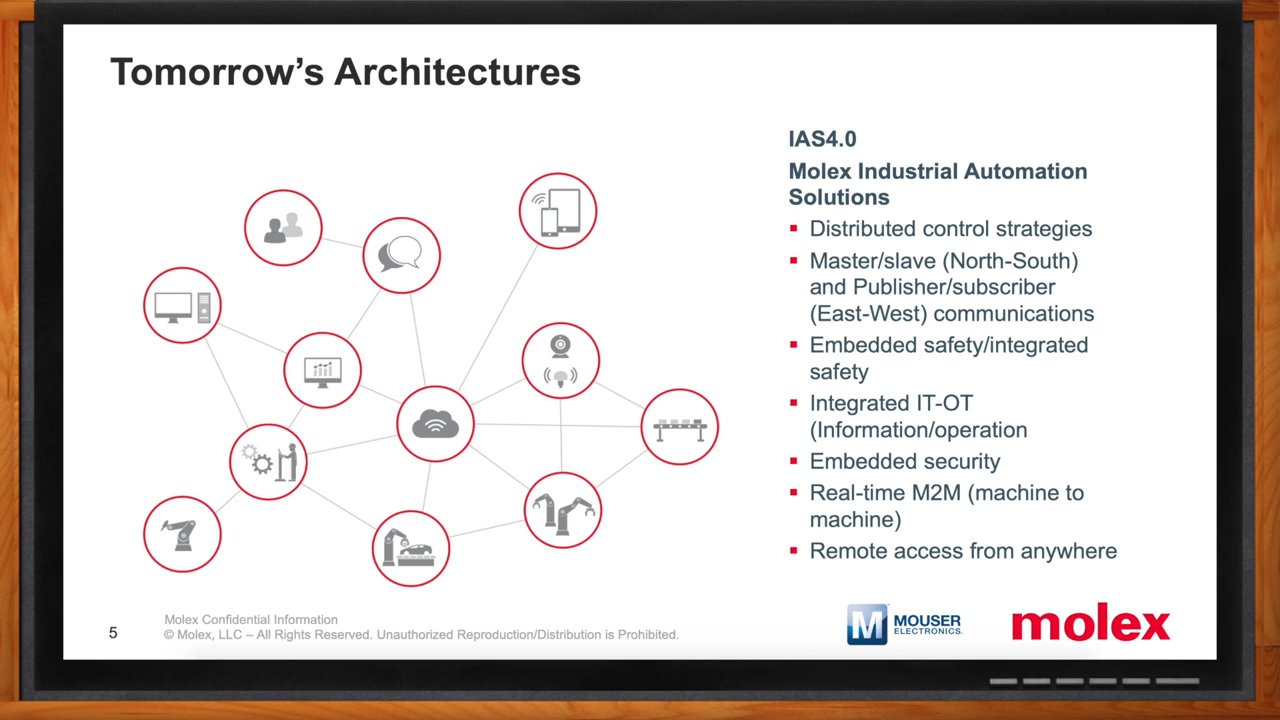 Tomorrow's Architectures
IAS4.0
Molex Industrial Automation
Solutions
▪ Distributed control strategies
▪ Master/slave (North-South)
and Publisher/subscriber
(East-West) communications
▪ Embedded safety/integrated
safety
▪ Integrated IT-OT
(Information/operation
▪ Embedded security
▪ Real-time M2M (machine to
machine)
▪ Remote access from anywhere
5
Molex Confidential Information
© Molex, LLC – All Rights Reserved. Unauthorized Reproduction/Distribution is Prohibited.
M
MOUSER
ELECTRONICS.
molex